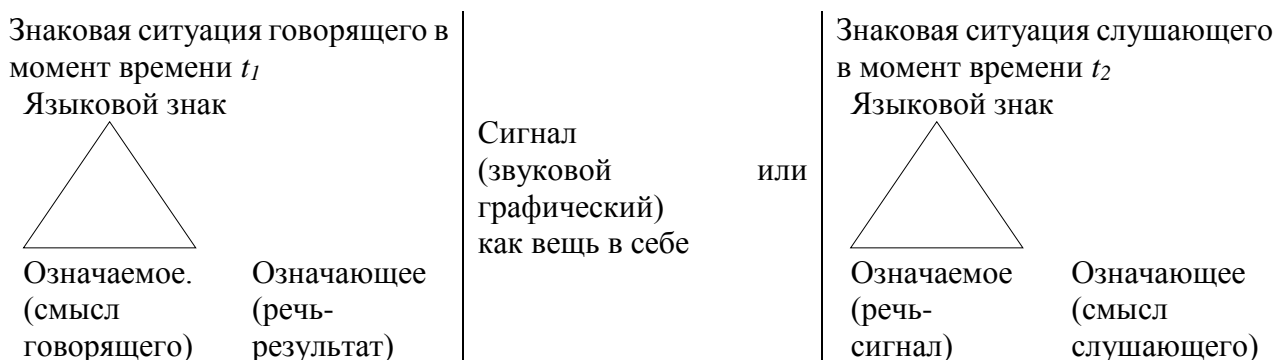 Знаковая ситуация говорящего в
момент времени t1
Языковой знак
Означаемое.
(смысл
говорящего)
Означающее
(речь-
результат)
Сигнал
(звуковой или
графический)
как вещь в себе
Знаковая ситуация слушающего
в момент времени t2
Языковой знак
Означаемое
(речь-
сигнал)
Означающее
(смысл
слушающего)